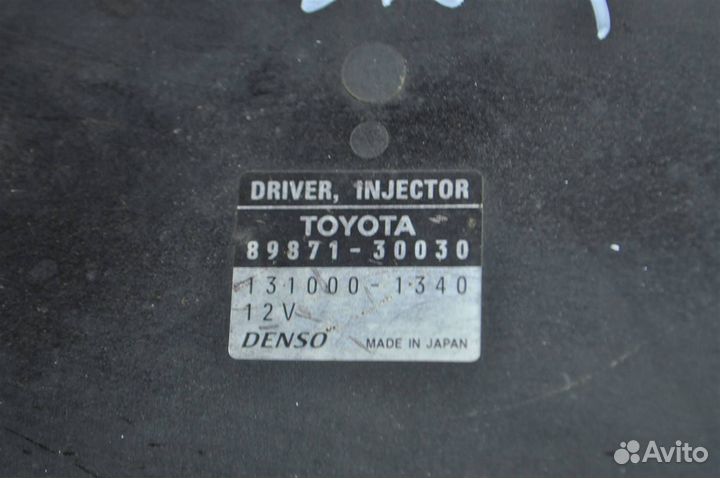 DRIVER, INJECTOR
TOYOTA
89871-30030
131000-1340
12V
DENSO MADE IN JAPAN
Avito